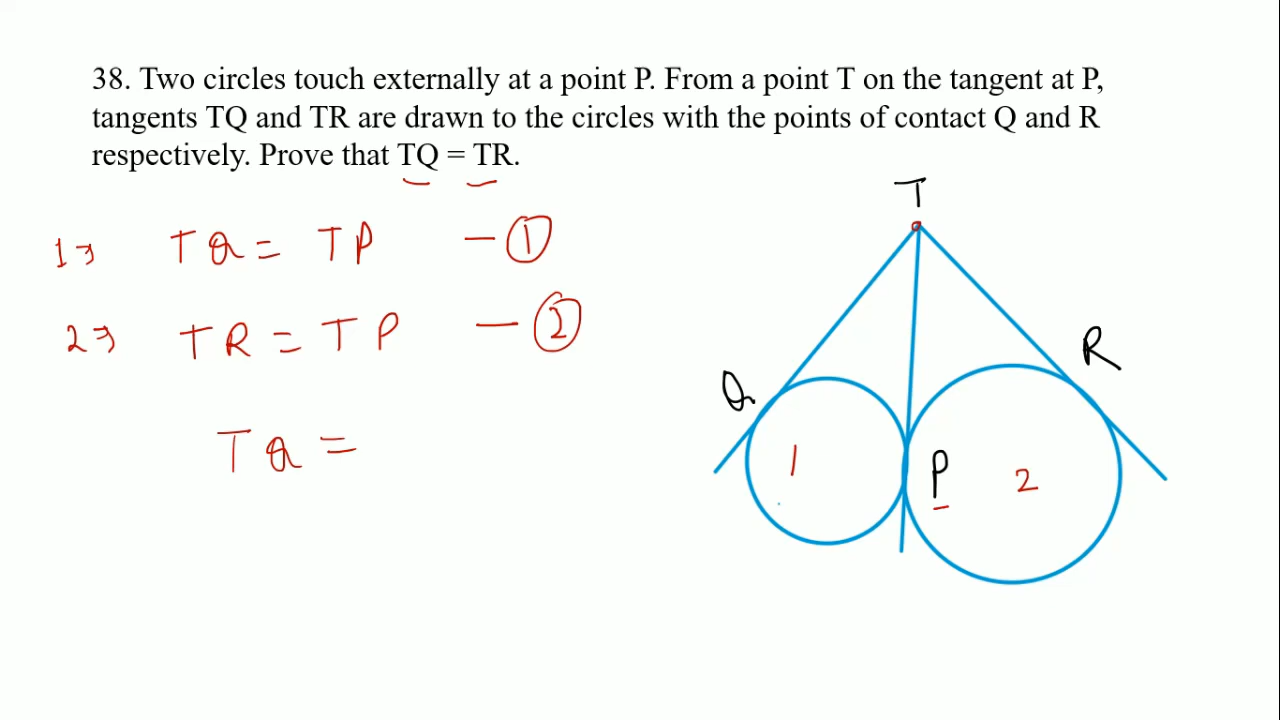 38. Two circles touch externally at a point P. From a point T on the tangent at P,
tangents TQ and TR are drawn to the circles with the points of contact Q and R
respectively. Prove that TQ = TR.
1⇒ TQ = TP — ①
2⇒ TR = TP — ②
TQ =
T
Q
R
1
P
2